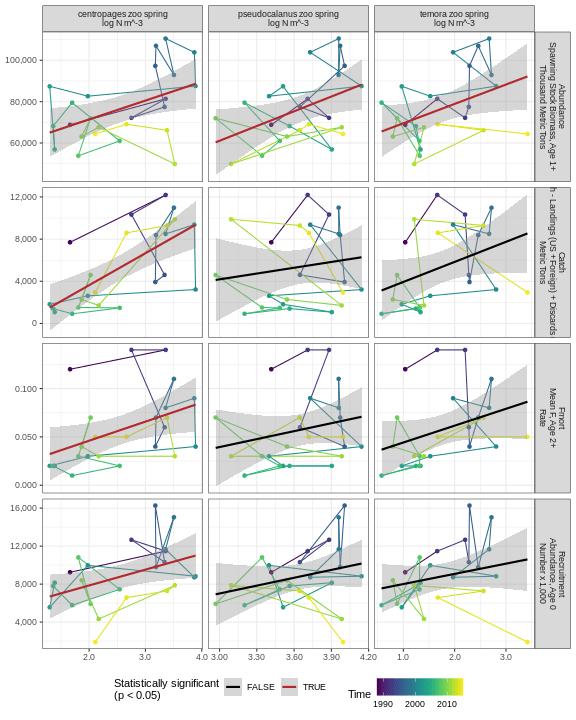 centropages zoo spring
log N m^-3
pseudocalanus zoo spring
log N m^-3
temora zoo spring
log N m^-3
100,000
80,000
60,000
Abundance
Spawning Stock Biomass, Age 1+
Thousand Metric Tons
12,000
8,000
4,000
0
Catch
h - Landings (US +Foreign) + Discards
Metric Tons
0.100
0.050
0.000
Fmort
Mean F, Age 2+
Rate
16,000
12,000
8,000
4,000
Recruitment
Abundance, Age 0
Number x 1,000
2.0 3.0 4.0 3.00 3.30 3.60 3.90 4.20 1.0 2.0 3.0
Statistically significant
(p < 0.05)
FALSE TRUE
Time
1990 2000 2010